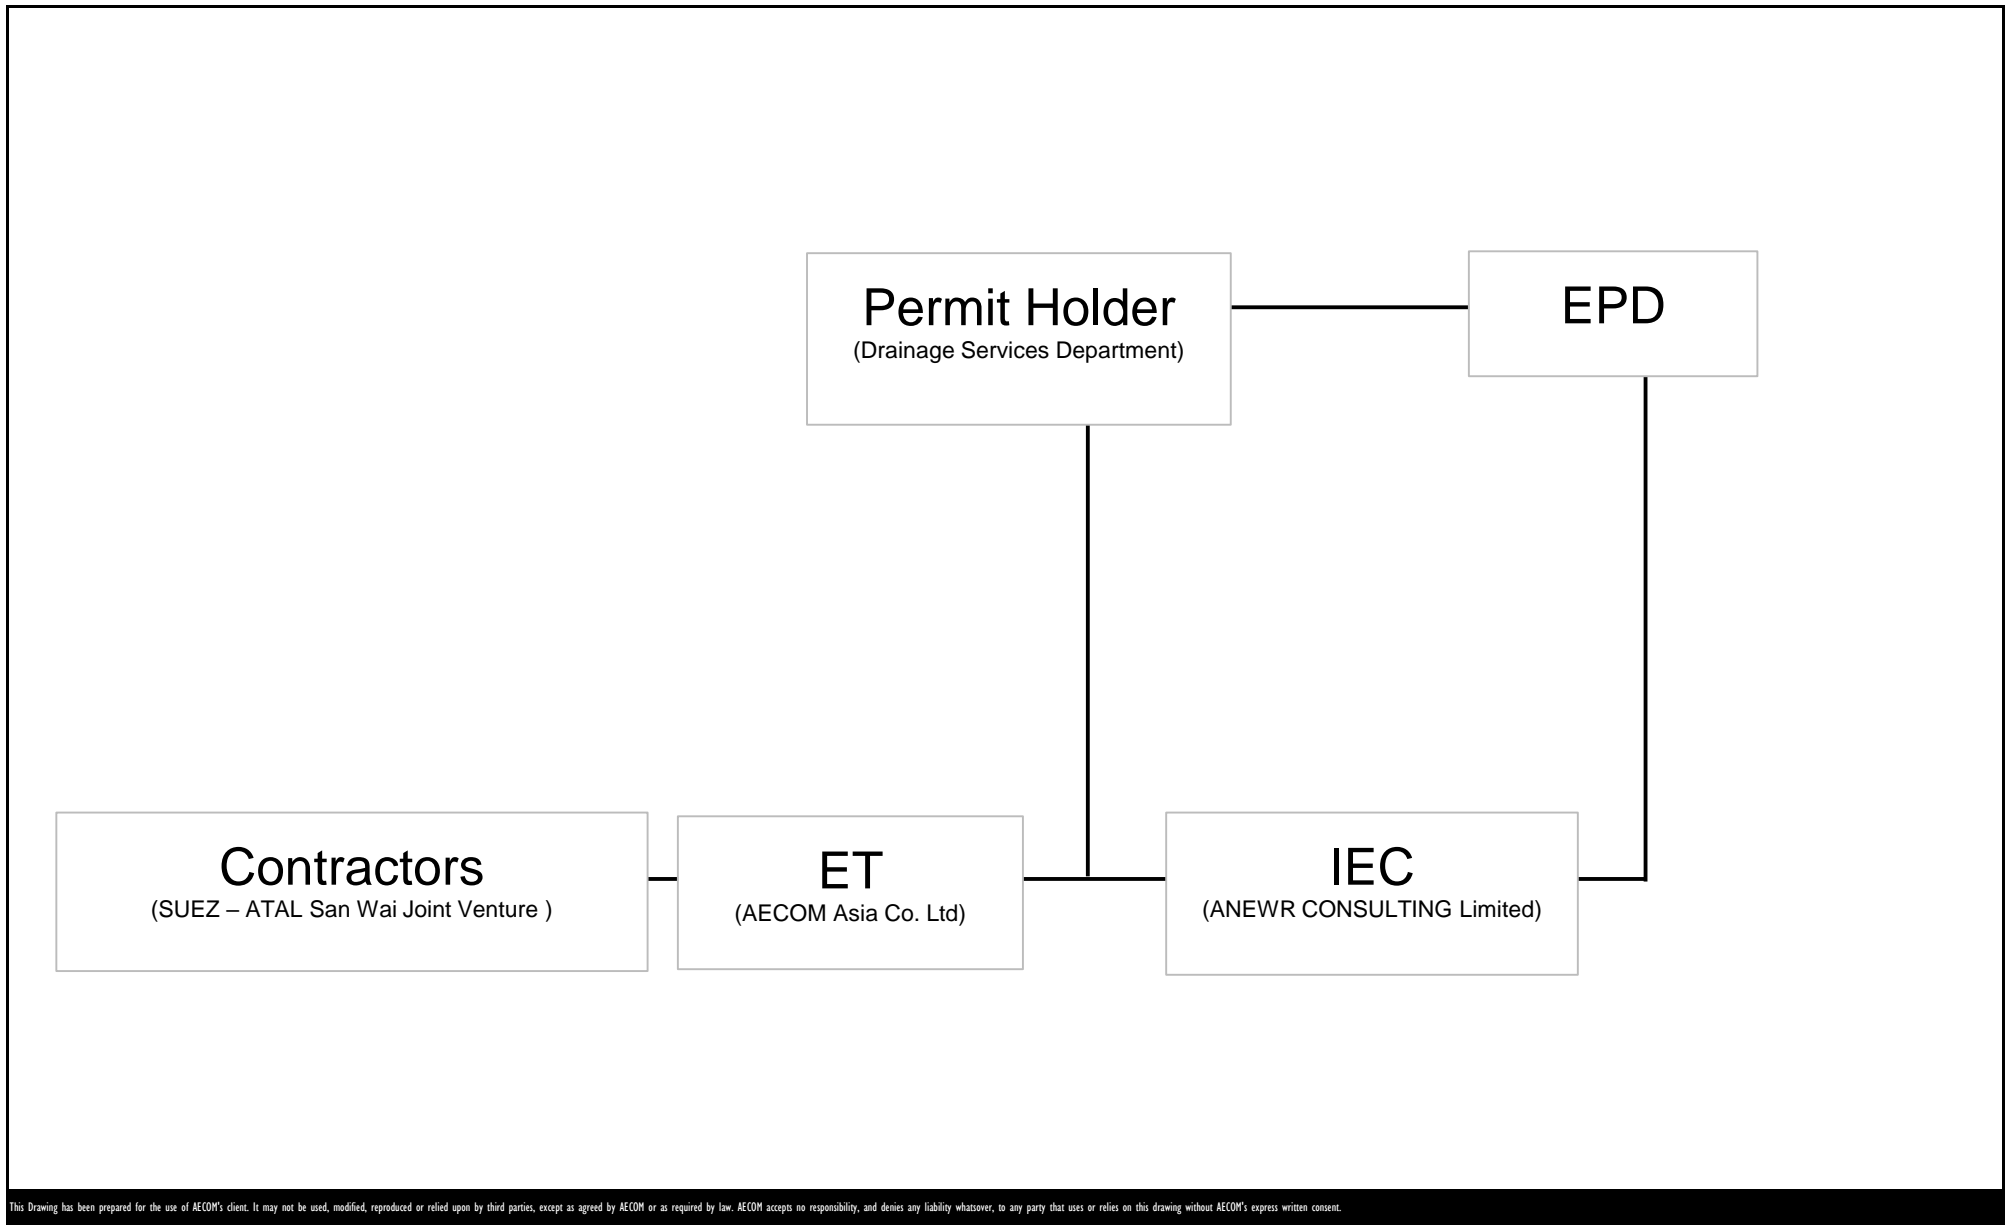 Permit Holder
(Drainage Services Department)
EPD
Contractors
(SUEZ – ATAL San Wai Joint Venture )
ET
(AECOM Asia Co. Ltd)
IEC
(ANEWR CONSULTING Limited)
This Drawing has been prepared for the use of AECOM's client. It may not be used, modified, reproduced or relied upon by third parties, except as agreed by AECOM or as required by law. AECOM accepts no responsibility, and denies any liability whatsover, to any party that uses or relies on this drawing without AECOM's express written consent.